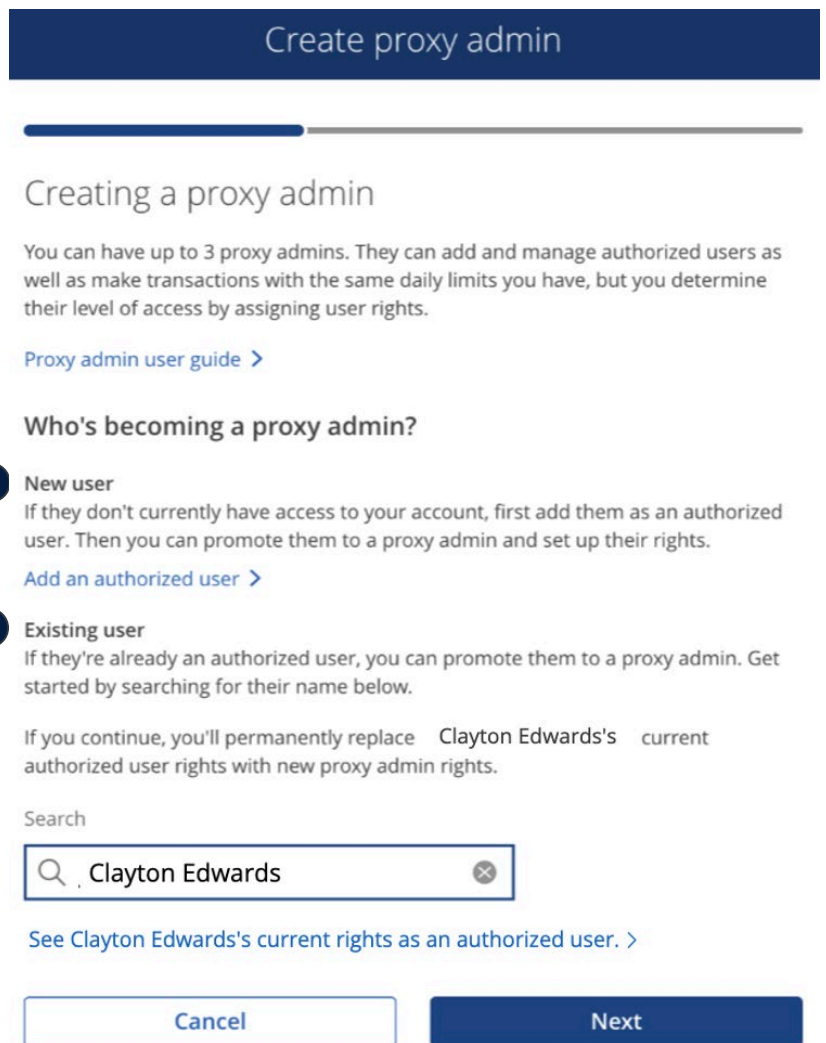 Create proxy admin
Creating a proxy admin
You can have up to 3 proxy admins. They can add and manage authorized users as
well as make transactions with the same daily limits you have, but you determine
their level of access by assigning user rights.
Proxy admin user guide >
Who's becoming a proxy admin?
New user
If they don't currently have access to your account, first add them as an authorized
user. Then you can promote them to a proxy admin and set up their rights.
Add an authorized user >
Existing user
If they're already an authorized user, you can promote them to a proxy admin. Get
started by searching for their name below.
If you continue, you'll permanently replace Clayton Edwards's current
authorized user rights with new proxy admin rights.
Search
Clayton Edwards
See Clayton Edwards's current rights as an authorized user. >
Cancel Next